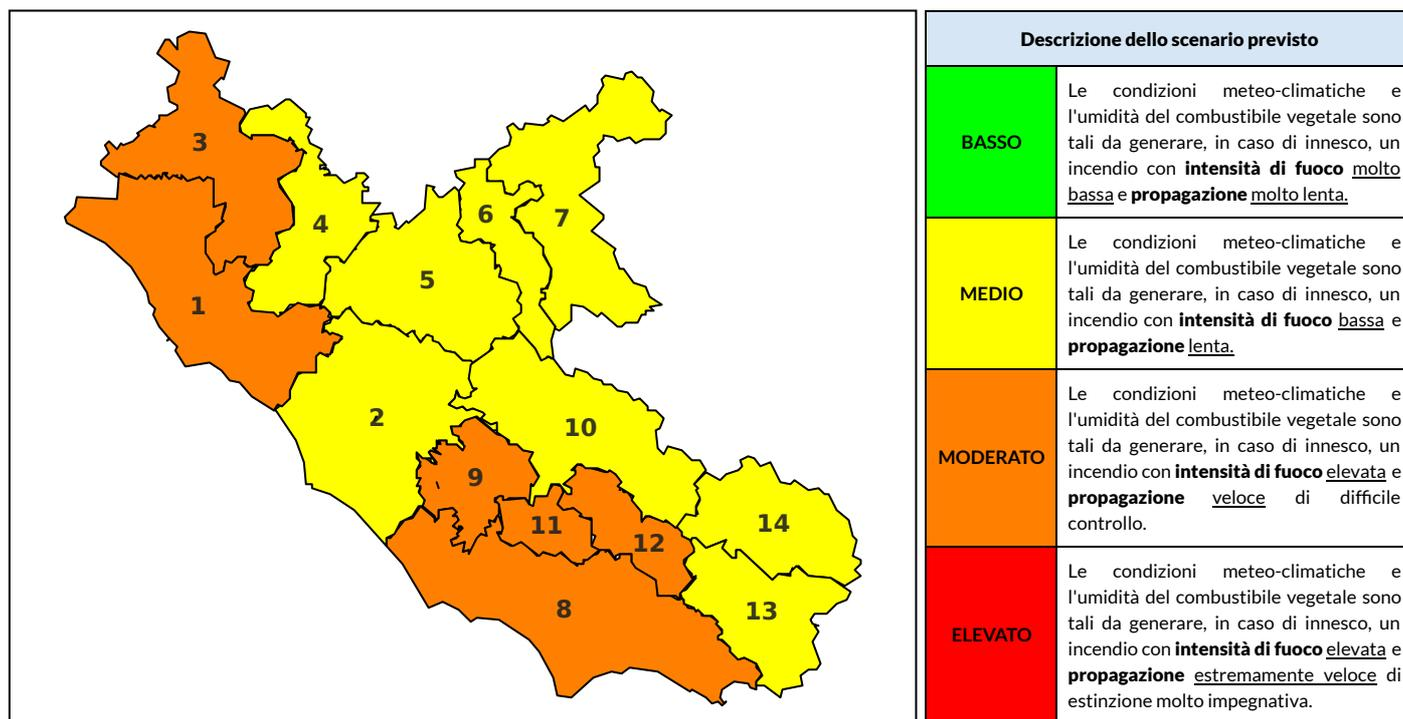 3
4
6
7
5
1
2
10
9
11
12
14
8
13
Descrizione dello scenario previsto
BASSO
Le condizioni meteo-climatiche e
l'umidità del combustibile vegetale sono
tali da generare, in caso di innesco, un
incendio con intensità di fuoco molto
bassa e propagazione molto lenta.
MEDIO
Le condizioni meteo-climatiche e
l'umidità del combustibile vegetale sono
tali da generare, in caso di innesco, un
incendio con intensità di fuoco bassa e
propagazione lenta.
MODERATO
Le condizioni meteo-climatiche e
l'umidità del combustibile vegetale sono
tali da generare, in caso di innesco, un
incendio con intensità di fuoco elevata e
propagazione veloce di difficile
controllo.
ELEVATO
Le condizioni meteo-climatiche e
l'umidità del combustibile vegetale sono
tali da generare, in caso di innesco, un
incendio con intensità di fuoco elevata e
propagazione estremamente veloce di
estinzione molto impegnativa.